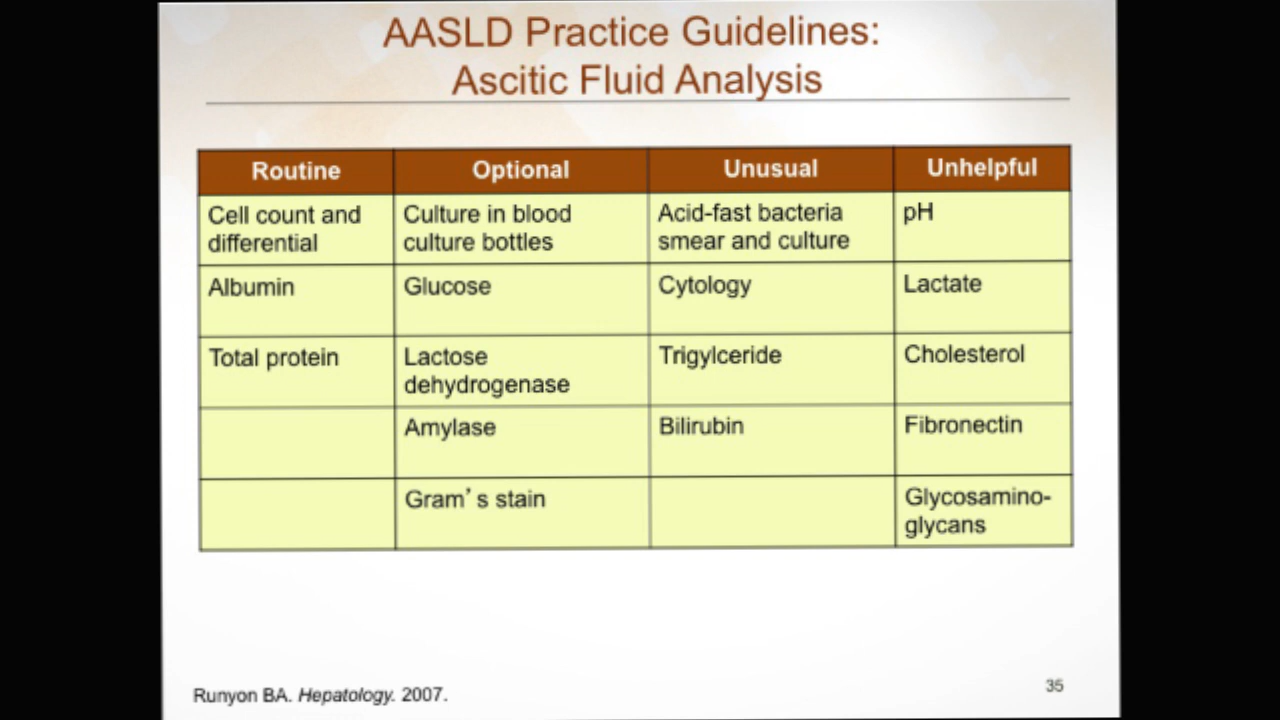 AASLD Practice Guidelines:
Ascitic Fluid Analysis
Routine Optional Unusual Unhelpful
Cell count and Culture in blood Acid-fast bacteria pH
differential culture bottles smear and culture
Albumin Glucose Cytology Lactate
Total protein Lactose Trigylceride Cholesterol
dehydrogenase
Amylase Bilirubin Fibronectin
Gram's stain Glycosamino-
glycans
Runyon BA. Hepatology. 2007.
35